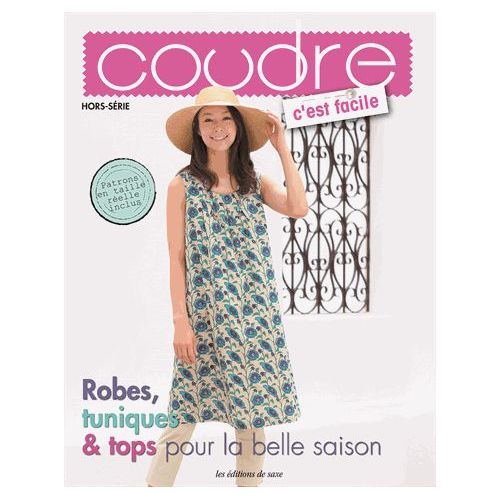 coudre
c'est facile
HORS-SÉRIE
Patrons
en taille
réelle
inclus
Robes,
tuniques
& tops pour la belle saison
les éditions de saxe